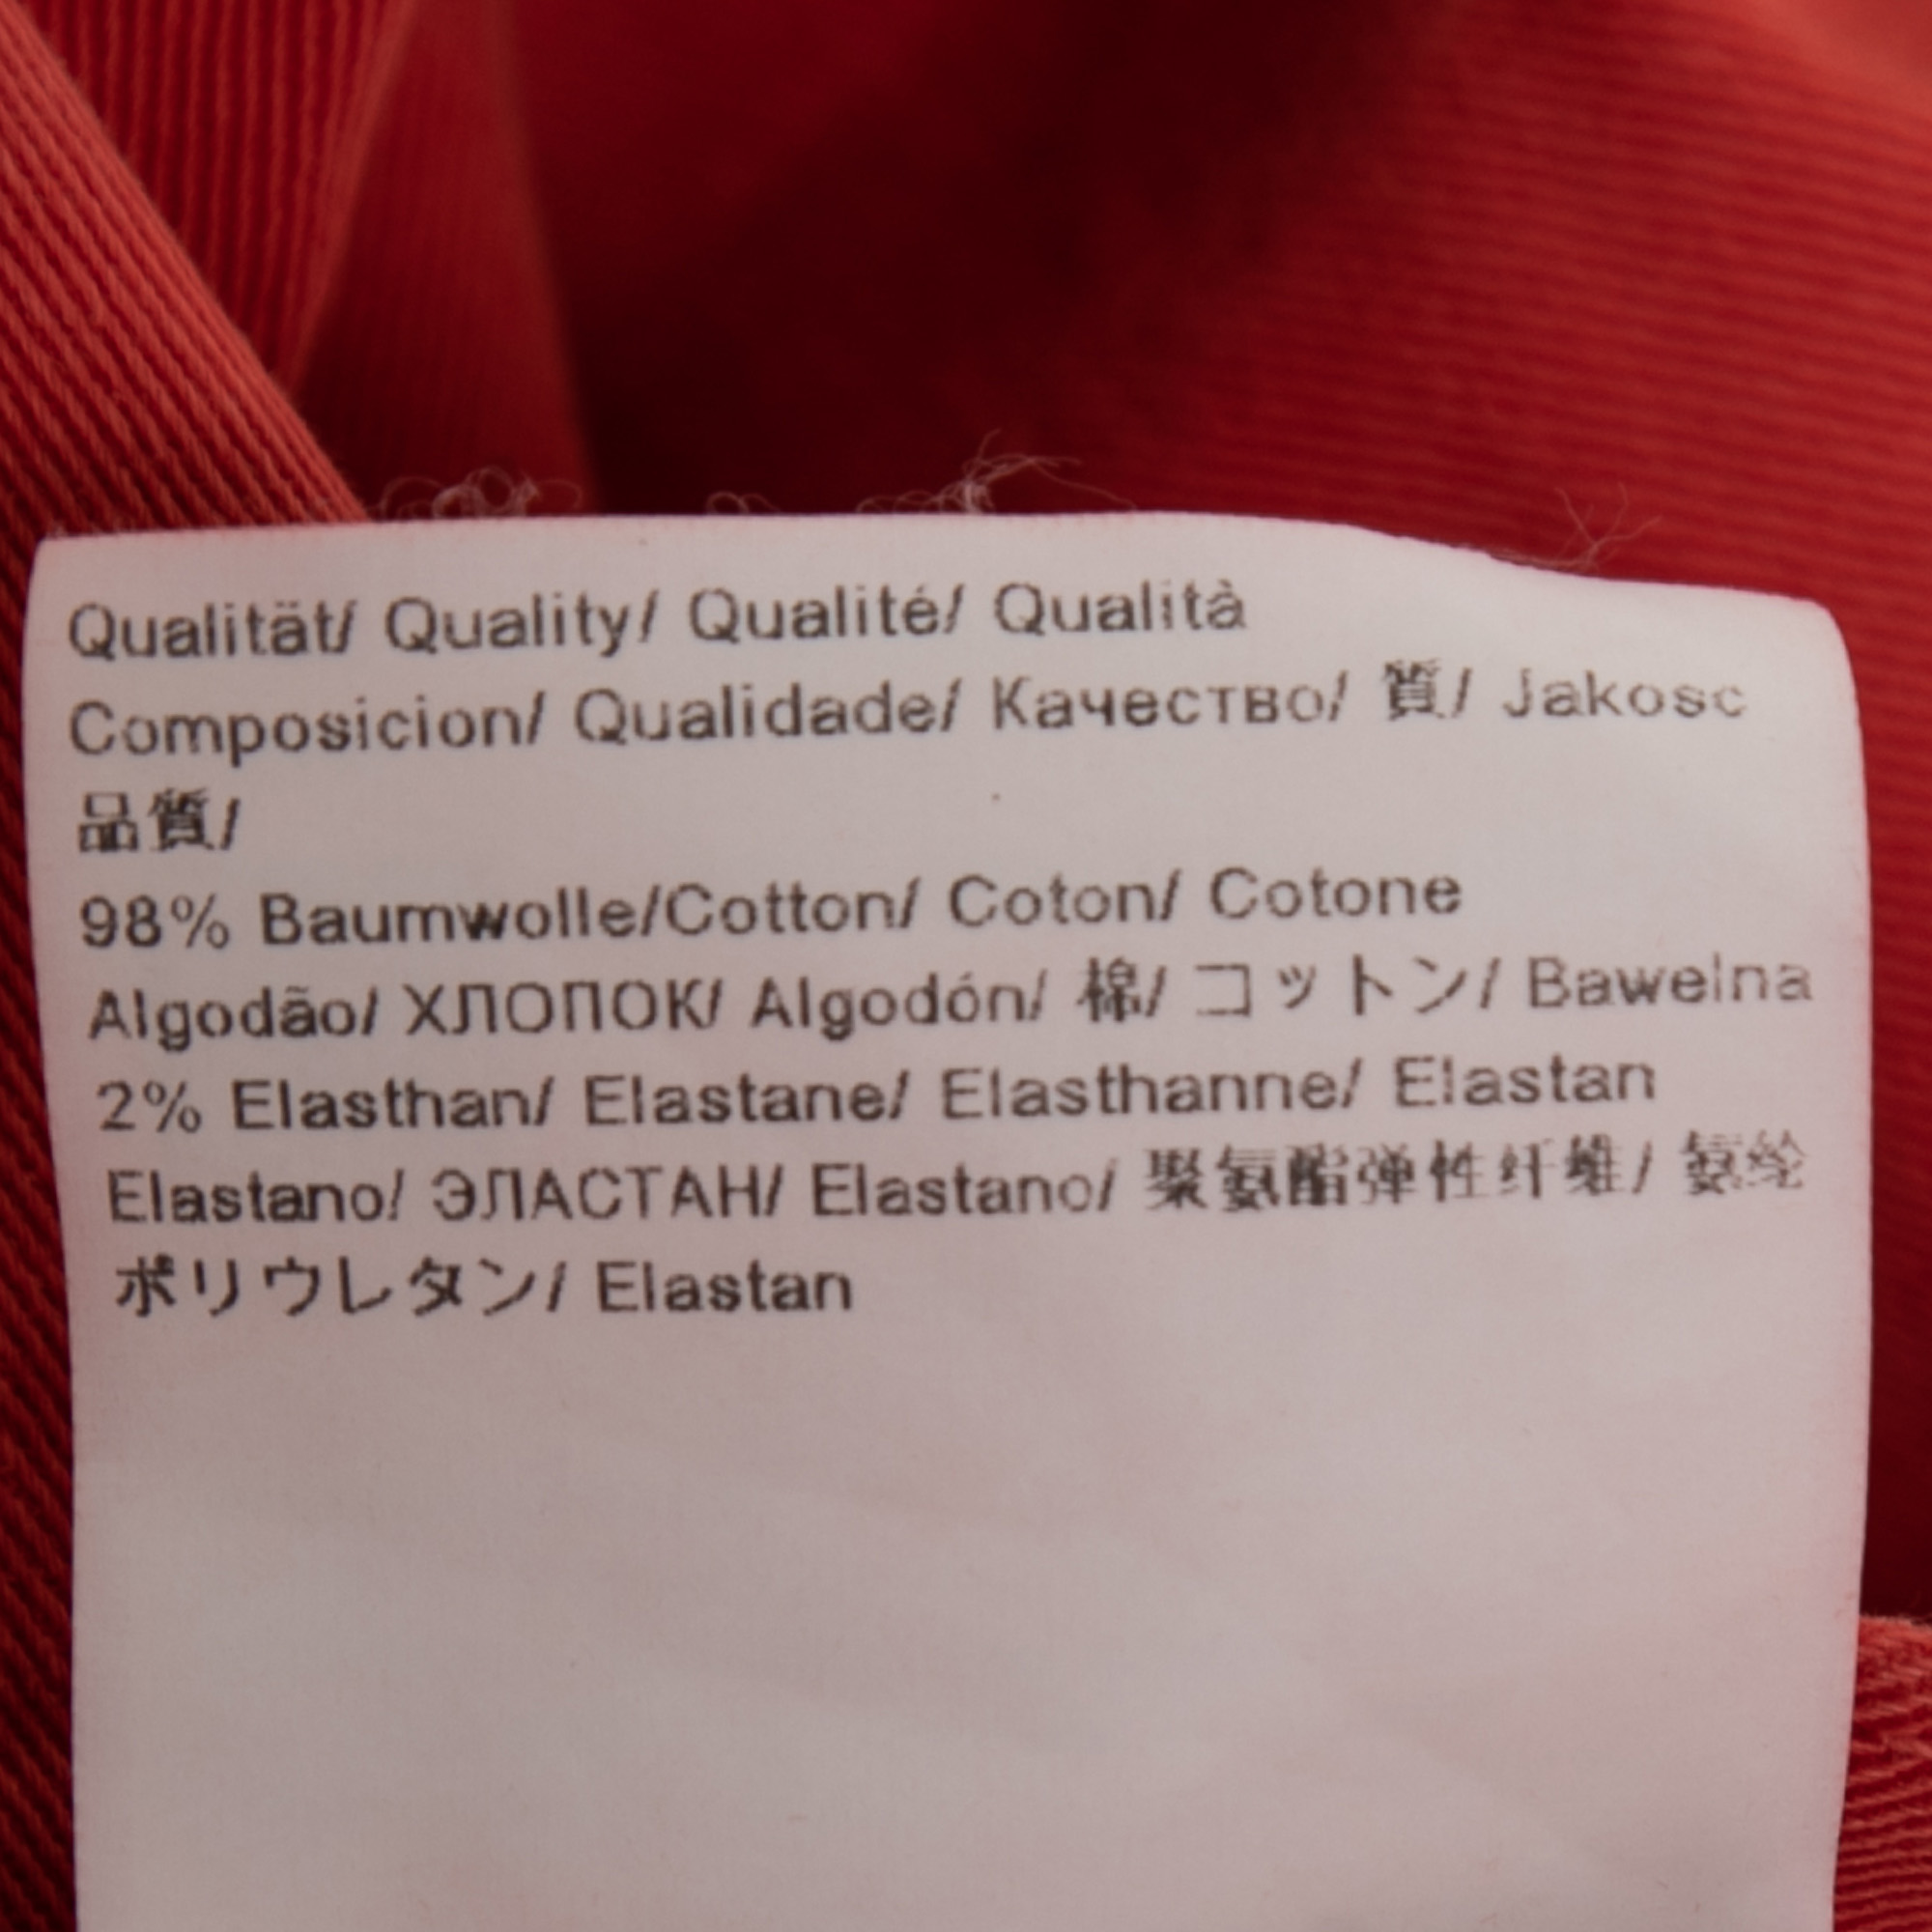 Qualität/ Quality/ Qualité/ Qualità
Composicion/ Qualidade/ Качество/ 質/ Jakosc
品質/
98% Baumwolle/Cotton/ Coton/ Cotone
Algodão/ ХЛОПОК/ Algodón/ 棉/ コットン/ Bawelna
2% Elasthan/ Elastane/ Elasthanne/ Elastan
Elastano/ ЭЛАСТАН/ Elastano/ 聚氨酯弹性纤维/ 氨纶
ポリウレタン/ Elastan